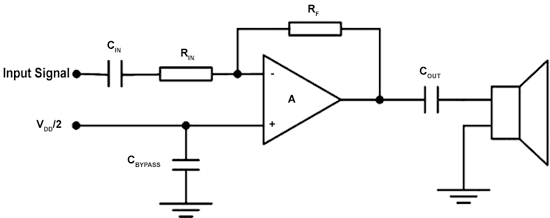 R_F
C_IN
R_IN
C_OUT
Input Signal
-
A
V_DD/2
+
C_BYPASS